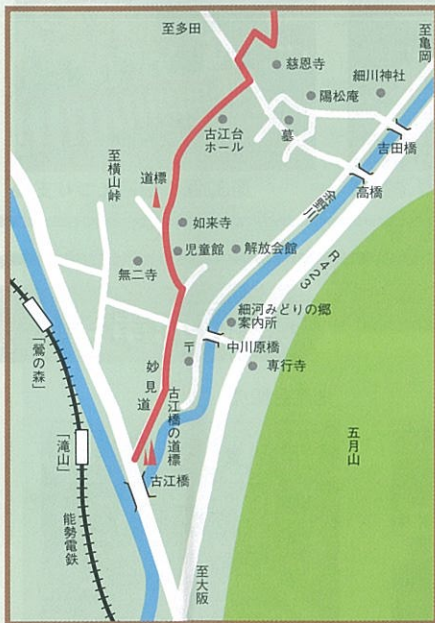 至多田
慈恩寺
至亀岡
細川神社
陽松庵
古江台
ホール
墓
吉田橋
至横山峠
道標
高橋
余野川
如来寺
児童館
解放会館
R423
無二寺
細河みどりの郷
案内所
「鶯の森」
〒
中川原橋
専行寺
妙見道
古江橋の道標
五月山
「滝山」
古江橋
能勢電鉄
至大阪